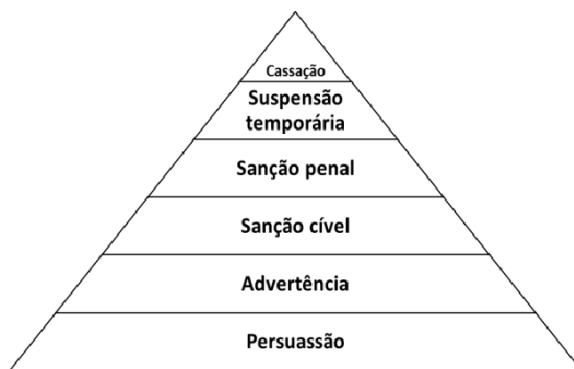 Cassação
Suspensão
temporária
Sanção penal
Sanção cível
Advertência
Persuassão